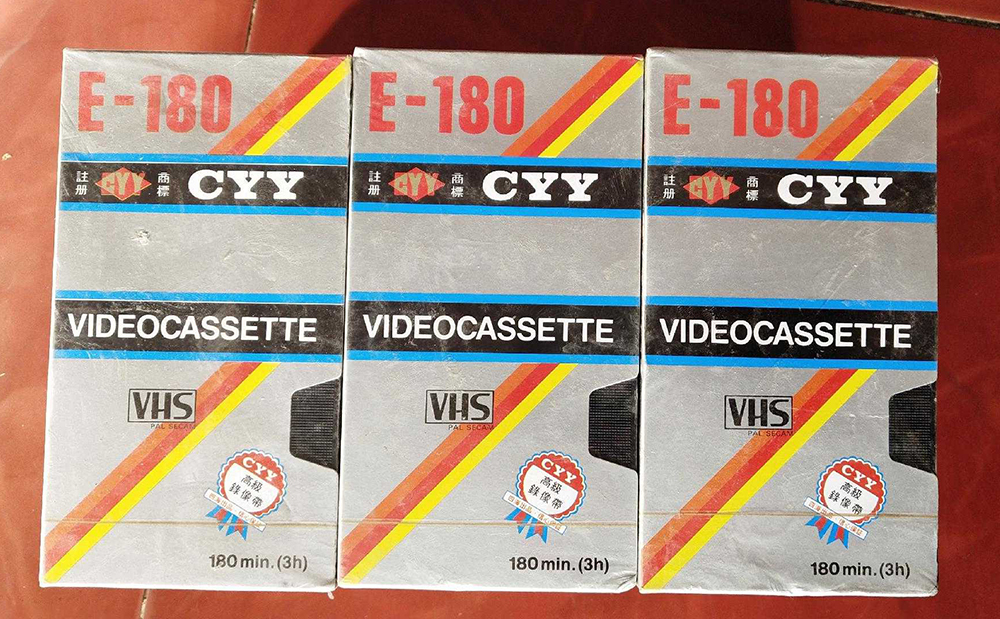 E-180
註册 CYY 商標 CYY
VIDEOCASSETTE
VHS
PAL SECAM
CYY
高級
錄像帶
180 min. (3h)
E-180
註册 CYY 商標 CYY
VIDEOCASSETTE
VHS
PAL SECAM
CYY
高級
錄像帶
180 min. (3h)
E-180
註册 CYY 商標 CYY
VIDEOCASSETTE
VHS
PAL SECAM
CYY
高級
錄像帶
180 min. (3h)